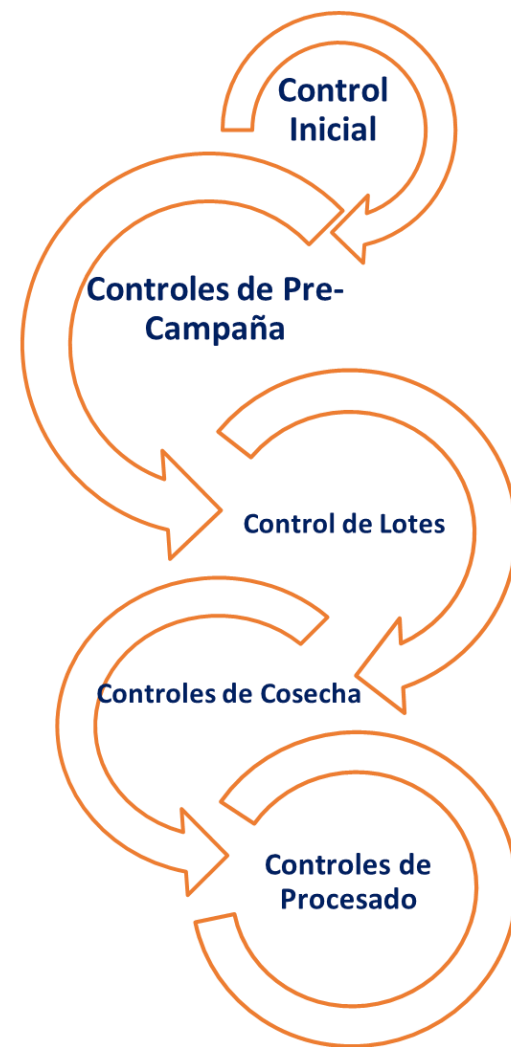 Control
Inicial
Controles de Pre-
Campaña
Control de Lotes
Controles de Cosecha
Controles de
Procesado